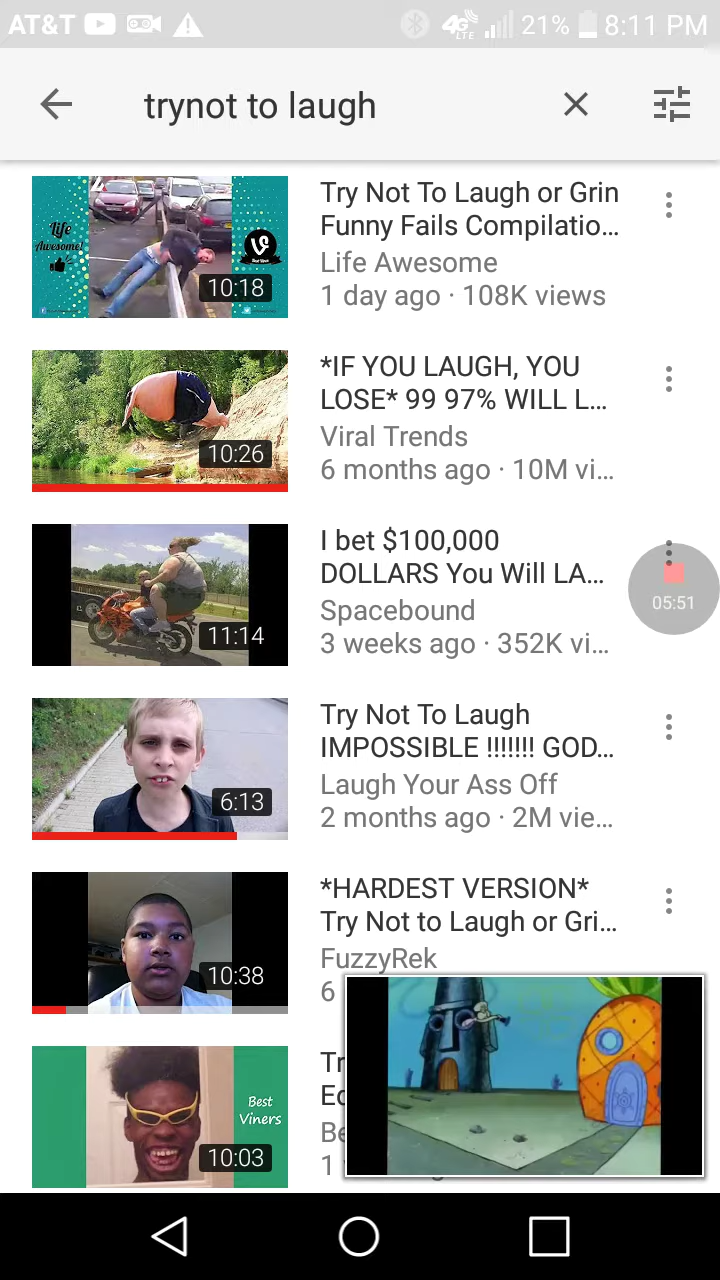 AT&T 4G LTE 21% 8:11 PM
trynot to laugh
Life
Awesome!
10:18
Try Not To Laugh or Grin
Funny Fails Compilatio...
Life Awesome
1 day ago · 108K views
10:26
*IF YOU LAUGH, YOU
LOSE* 99 97% WILL L...
Viral Trends
6 months ago · 10M vi...
11:14
I bet $100,000
DOLLARS You Will LA...
Spacebound
3 weeks ago · 352K vi...
05:51
6:13
Try Not To Laugh
IMPOSSIBLE !!!!!!! GOD...
Laugh Your Ass Off
2 months ago · 2M vie...
10:38
*HARDEST VERSION*
Try Not to Laugh or Gri...
FuzzyRek
6
Best
Viners
10:03
Tr
Ec
Be
1